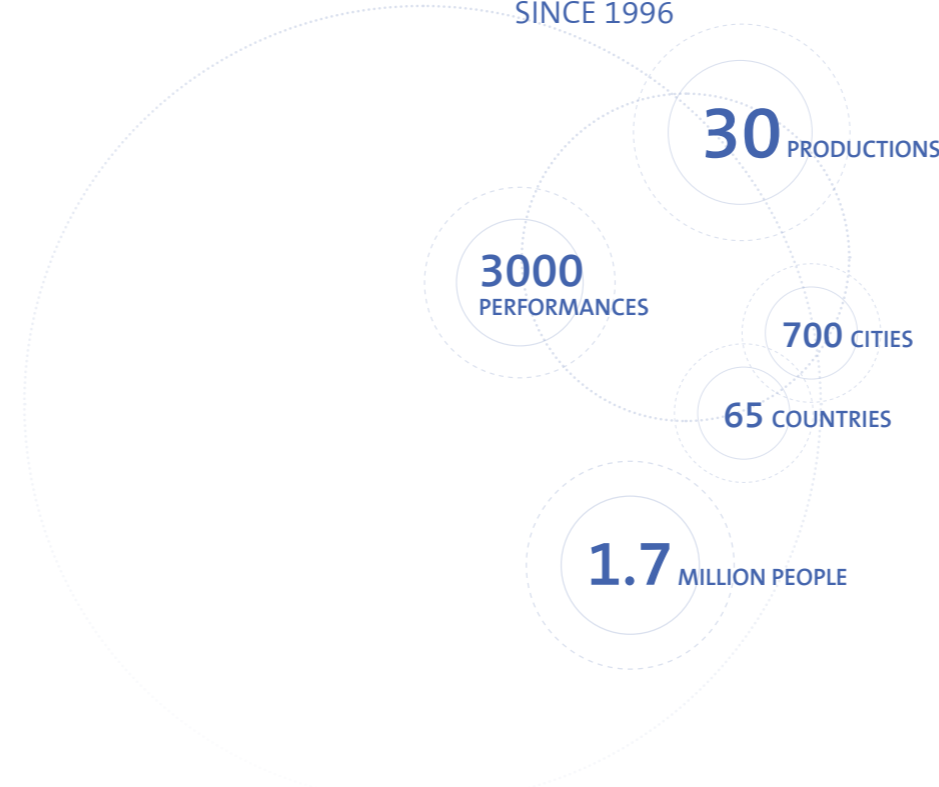 SINCE 1996
30 PRODUCTIONS
3000
PERFORMANCES
700 CITIES
65 COUNTRIES
1.7 MILLION PEOPLE